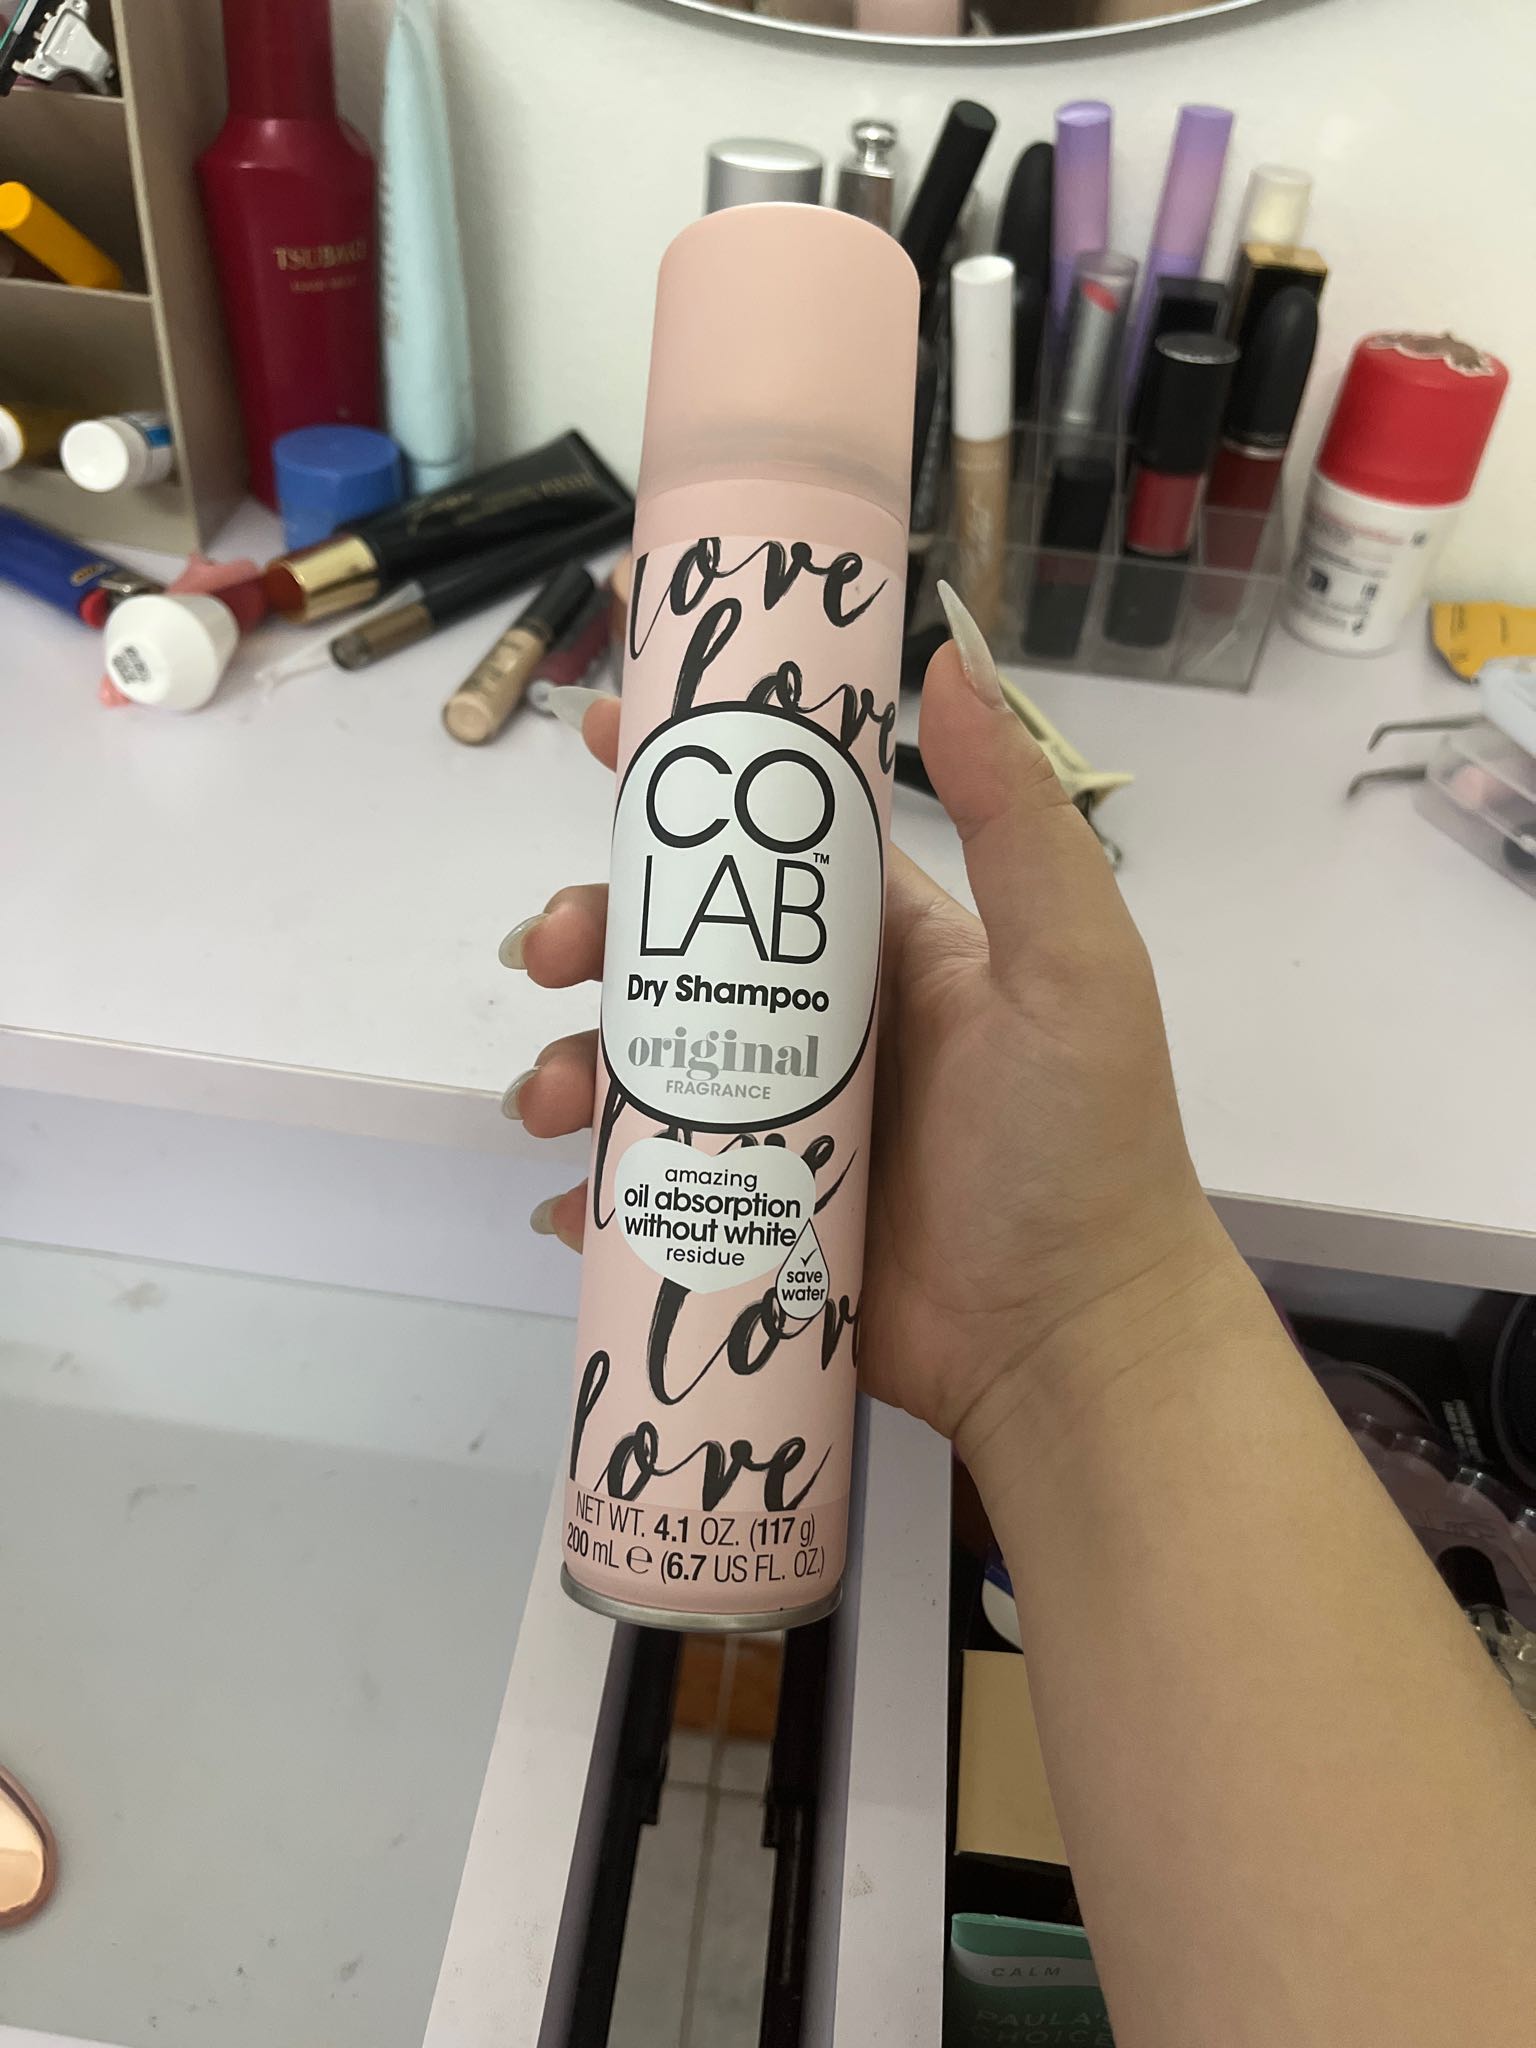 TSUBAKI
love
love
CO
LAB™
Dry Shampoo
original
FRAGRANCE
love
amazing
oil absorption
without white
residue
save
water
love
love
NET WT. 4.1 OZ. (117 g)
200 mL e (6.7 US FL. OZ.)
CALM
PAULA'S
CHOICE